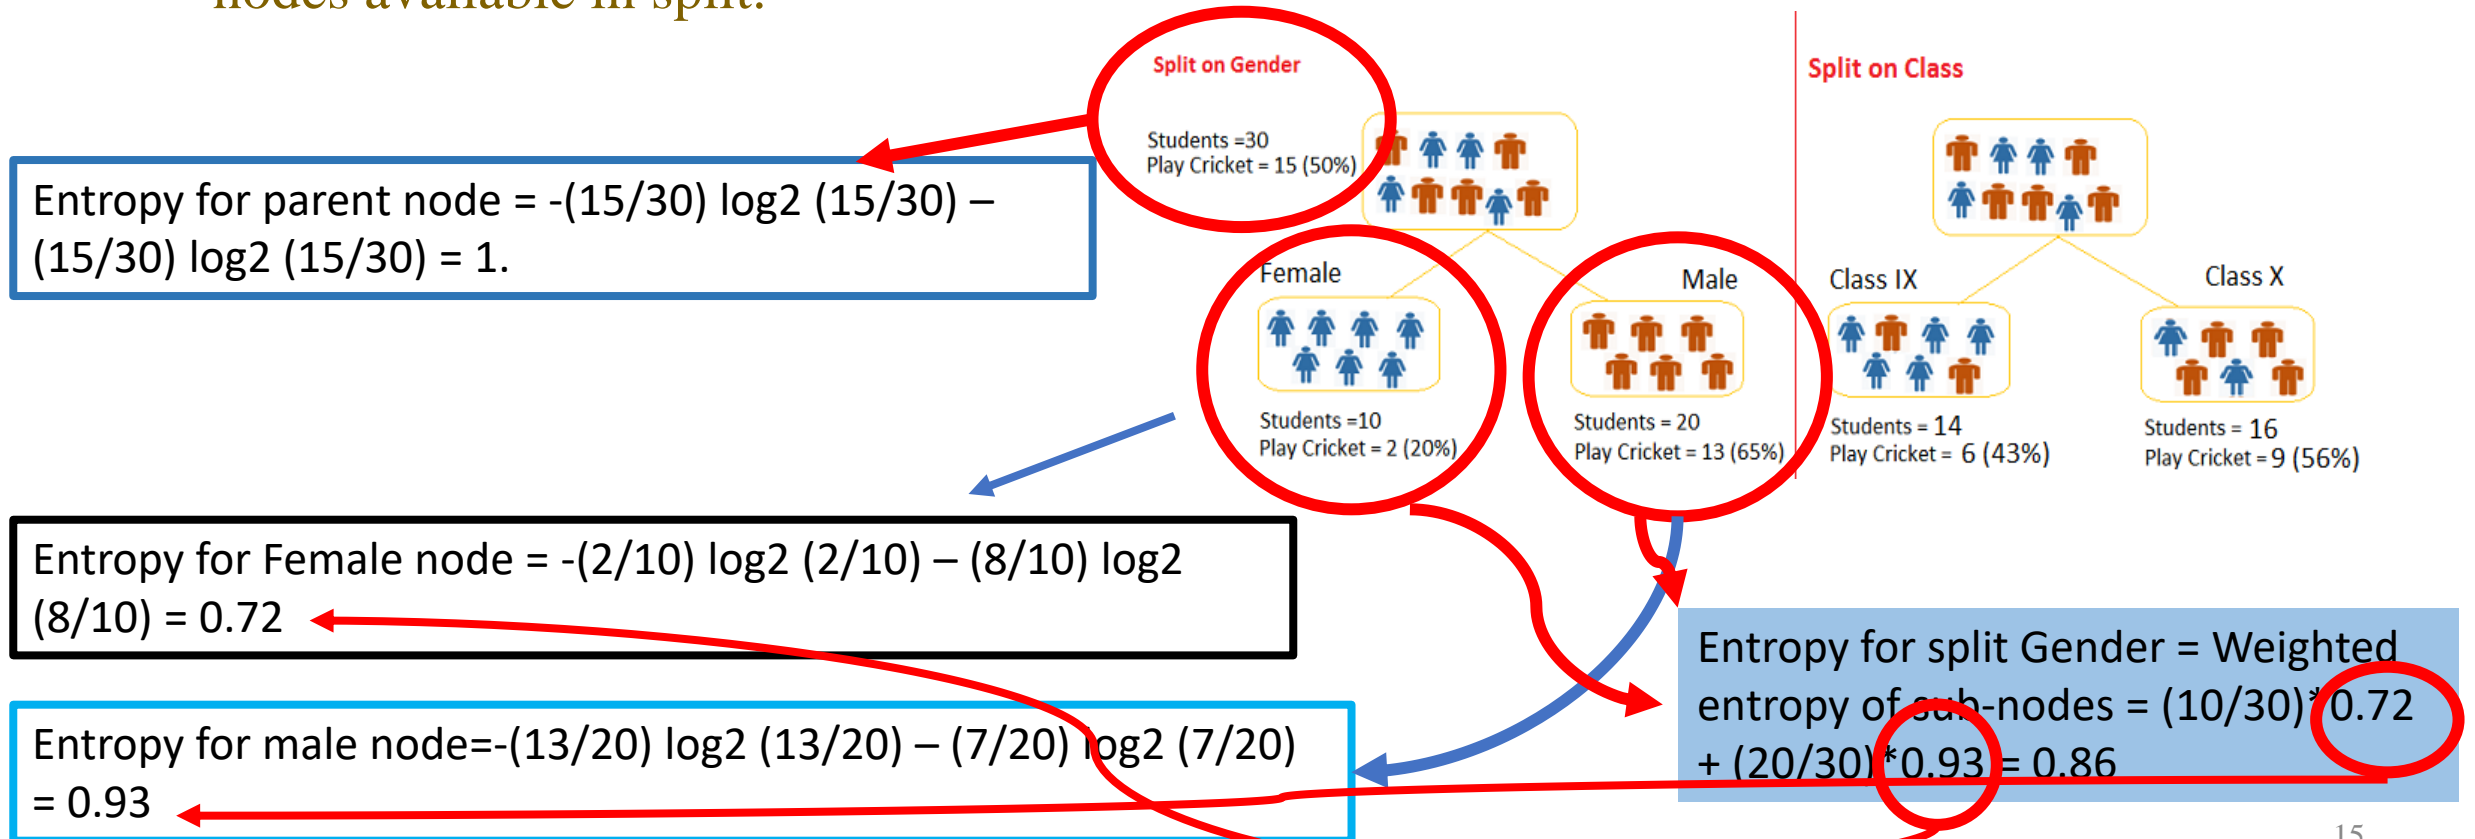 nodes available in split.
Split on Gender
Students =30
Play Cricket = 15 (50%)
Female
Male
Students =10
Play Cricket = 2 (20%)
Students = 20
Play Cricket = 13 (65%)
Split on Class
Class IX
Class X
Students = 14
Play Cricket = 6 (43%)
Students = 16
Play Cricket = 9 (56%)
Entropy for parent node = -(15/30) log2 (15/30) –
(15/30) log2 (15/30) = 1.
Entropy for Female node = -(2/10) log2 (2/10) – (8/10) log2
(8/10) = 0.72
Entropy for male node=-(13/20) log2 (13/20) – (7/20) log2 (7/20)
= 0.93
Entropy for split Gender = Weighted
entropy of sub-nodes = (10/30)*0.72
+ (20/30)*0.93 = 0.86
15